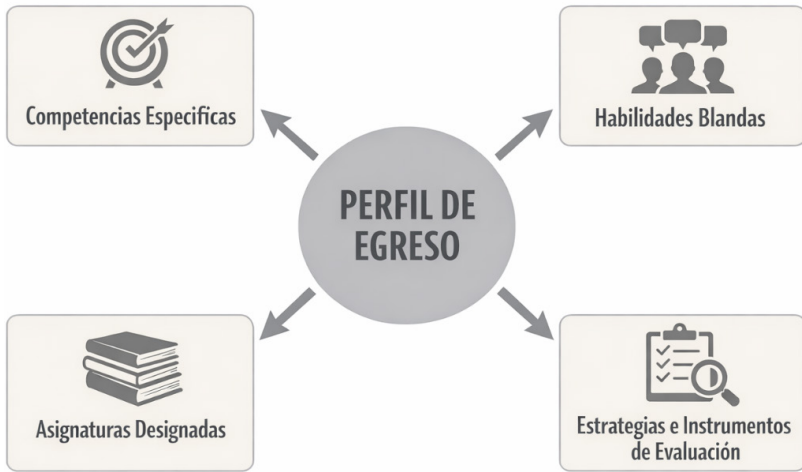 Competencias Especificas
Habilidades Blandas
PERFIL DE
EGRESO
Asignaturas Designadas
Estrategias e Instrumentos
de Evaluación